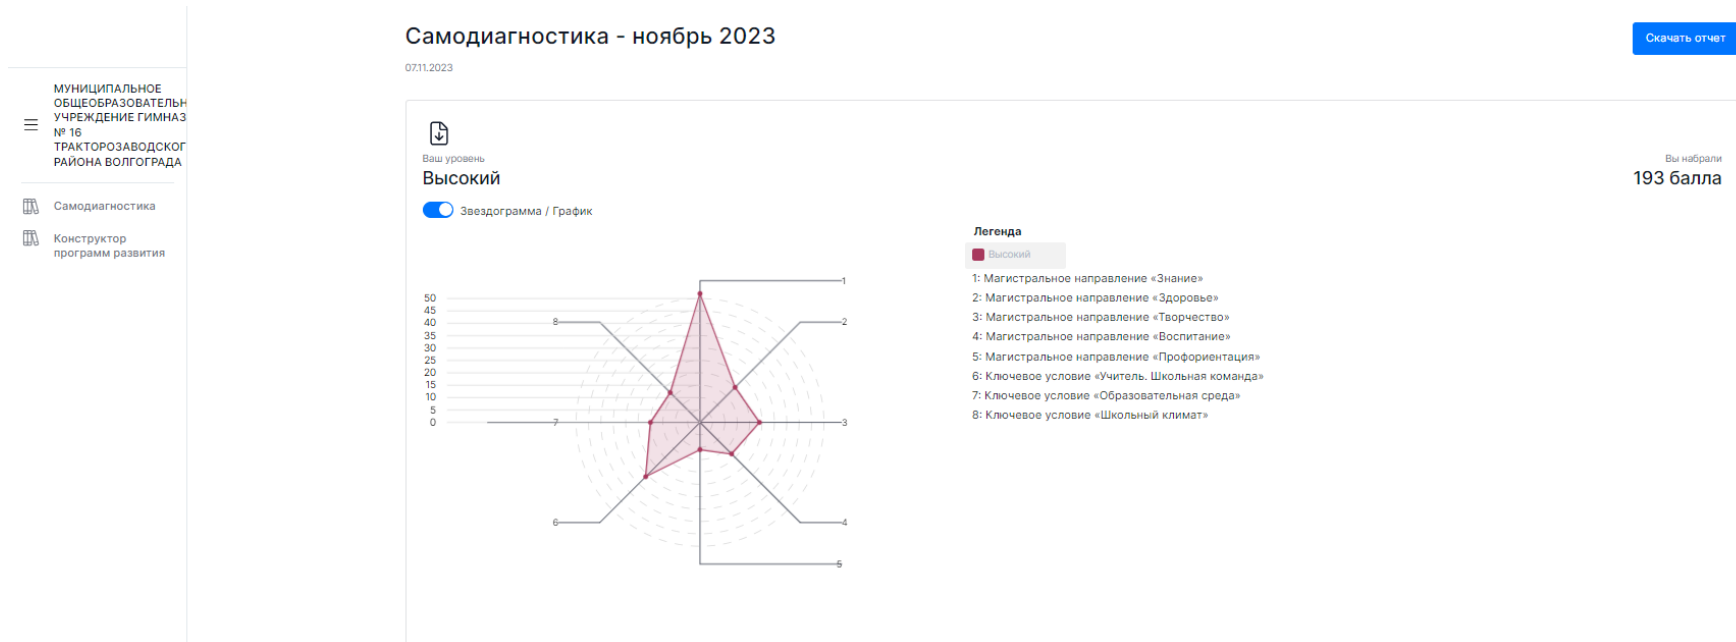 Самодиагностика - ноябрь 2023
Скачать отчет
07.11.2023
МУНИЦИПАЛЬНОЕ
ОБЩЕОБРАЗОВАТЕЛЬН
УЧРЕЖДЕНИЕ ГИМНАЗ
№ 16
ТРАКТОРОЗАВОДСКОГ
РАЙОНА ВОЛГОГРАДА
Самодиагностика
Конструктор
программ развития
Ваш уровень
Высокий
Вы набрали
193 балла
Звездограмма / График
50
45
40
35
30
25
20
15
10
5
0
1
2
3
4
5
6
7
8
Легенда
Высокий
1: Магистральное направление «Знание»
2: Магистральное направление «Здоровье»
3: Магистральное направление «Творчество»
4: Магистральное направление «Воспитание»
5: Магистральное направление «Профориентация»
6: Ключевое условие «Учитель. Школьная команда»
7: Ключевое условие «Образовательная среда»
8: Ключевое условие «Школьный климат»